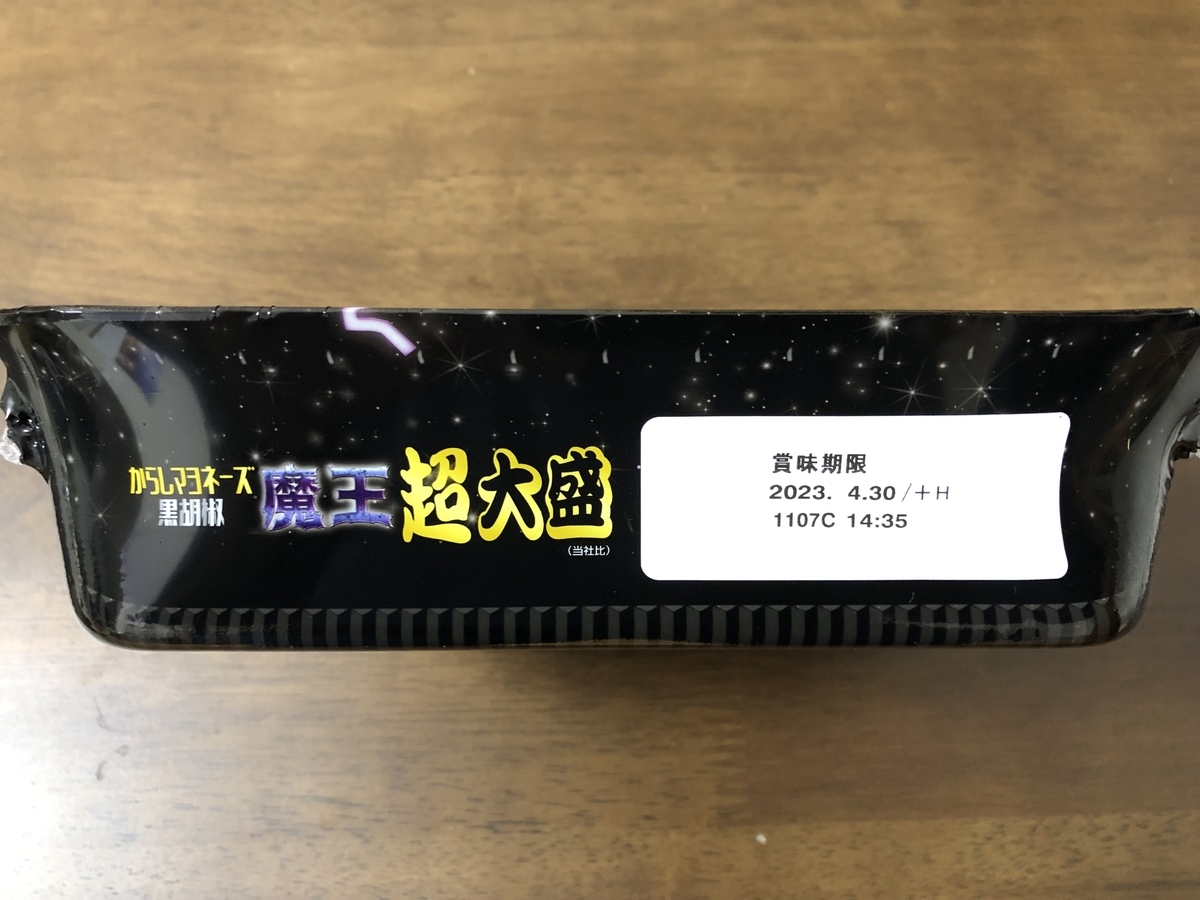 からしマヨネーズ
黒胡椒
魔王超大盛
(当社比)
賞味期限
2023. 4.30 /+H
1107C 14:35